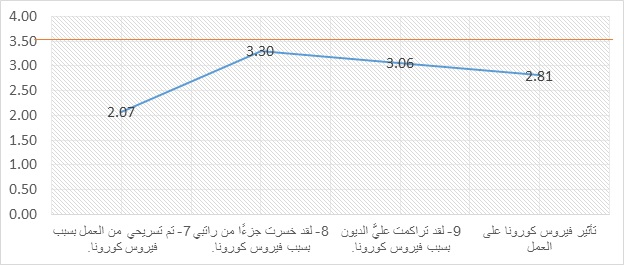 4.00
3.50
3.00
2.50
2.00
1.50
1.00
0.50
0.00
2.07
3.30
3.06
2.81
7- تم تسريحي من العمل بسبب
فيروس كورونا.
8- لقد خسرت جزءًا من راتبي
بسبب فيروس كورونا.
9- لقد تراكمت عليَّ الديون
بسبب فيروس كورونا.
تأثير فيروس كورونا على
العمل